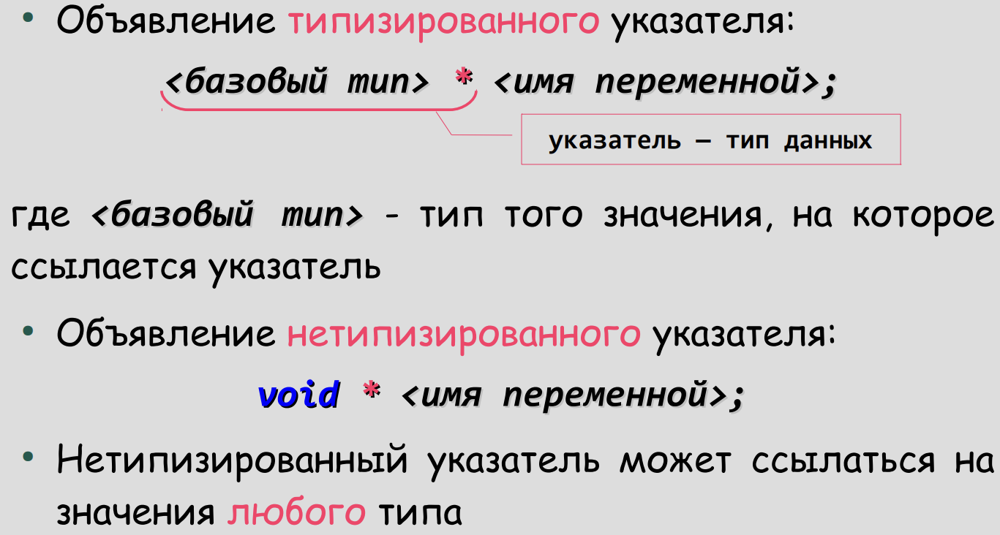 • Объявление типизированного указателя:
<базовый тип> * <имя переменной>;
указатель – тип данных
где <базовый тип> - тип того значения, на которое
ссылается указатель
• Объявление нетипизированного указателя:
void * <имя переменной>;
• Нетипизированный указатель может ссылаться на
значения любого типа